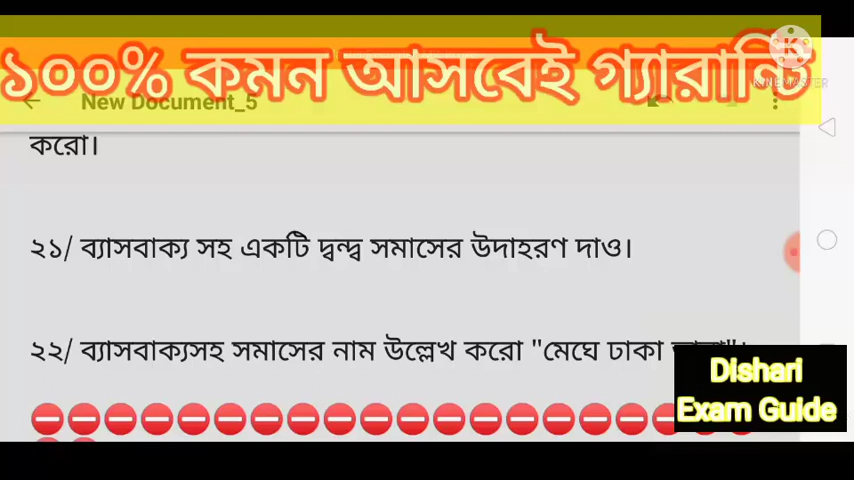 ১০০% কমন আসবেই গ্যারান্টি
KINEMASTER
New Document_5
করো।
২১/ ব্যাসবাক্য সহ একটি দ্বন্দ্ব সমাসের উদাহরণ দাও।
২২/ ব্যাসবাক্যসহ সমাসের নাম উল্লেখ করো "মেঘে ঢাকা
Dishari
Exam Guide